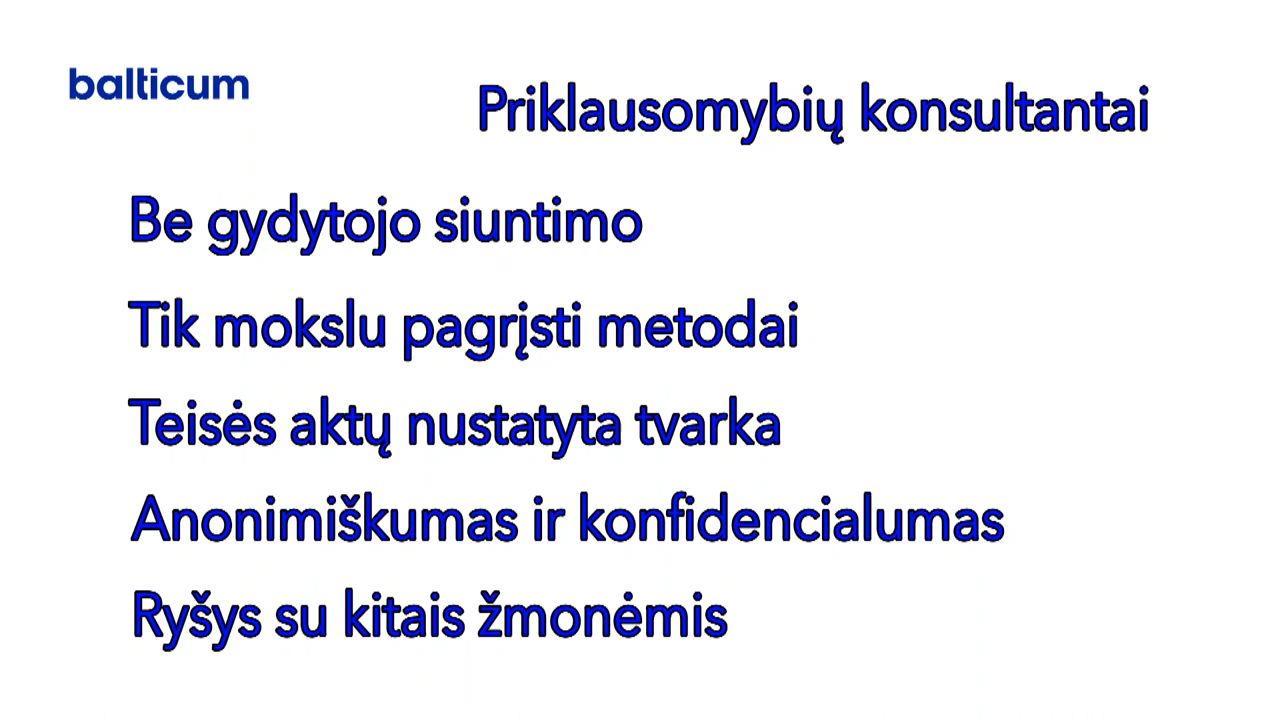 balticum
Priklausomybių konsultantai
Be gydytojo siuntimo
Tik mokslu pagrįsti metodai
Teisės aktų nustatyta tvarka
Anonimiškumas ir konfidencialumas
Ryšys su kitais žmonėmis